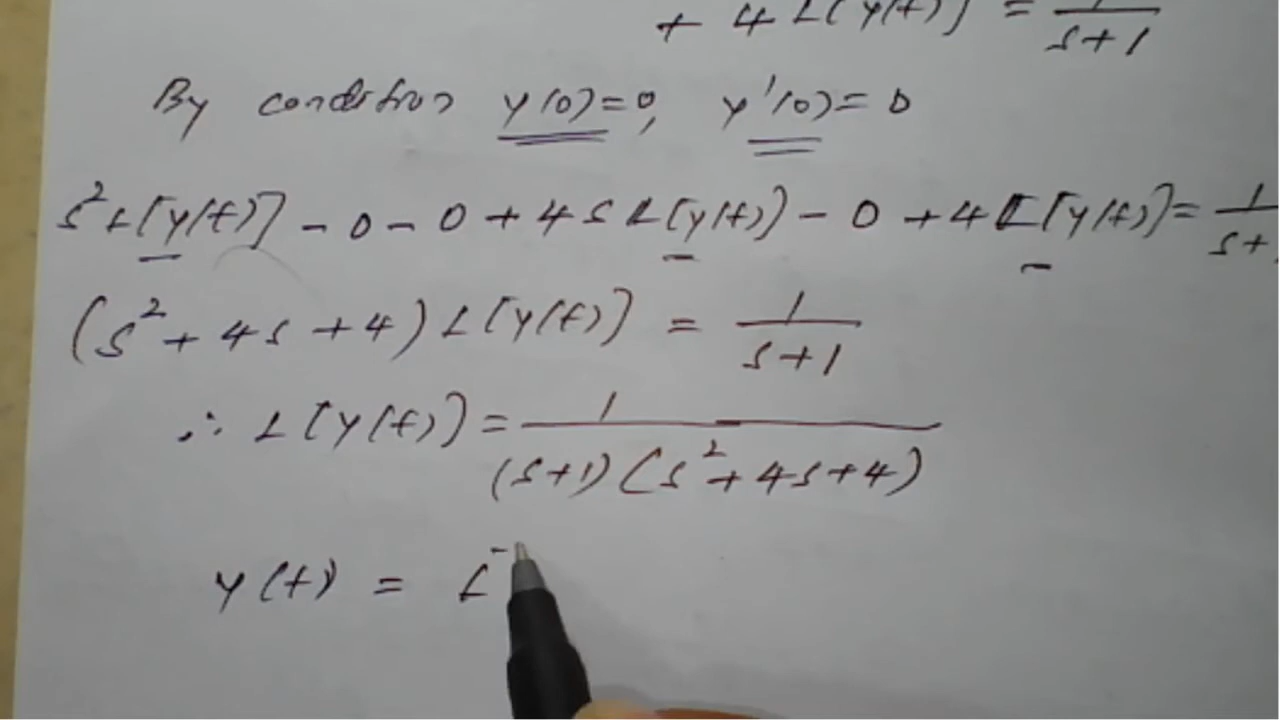 + 4 L[y(t)] = 1/(s+1)
By condition y(0)=0, y'(0)=0
s²L[y(t)] - 0 - 0 + 4s L[y(t)] - 0 + 4L[y(t)] = 1/(s+
(s² + 4s + 4) L[y(t)] = 1/(s+1)
∴ L[y(t)] = 1/((s+1)(s²+4s+4))
y(t) = L⁻